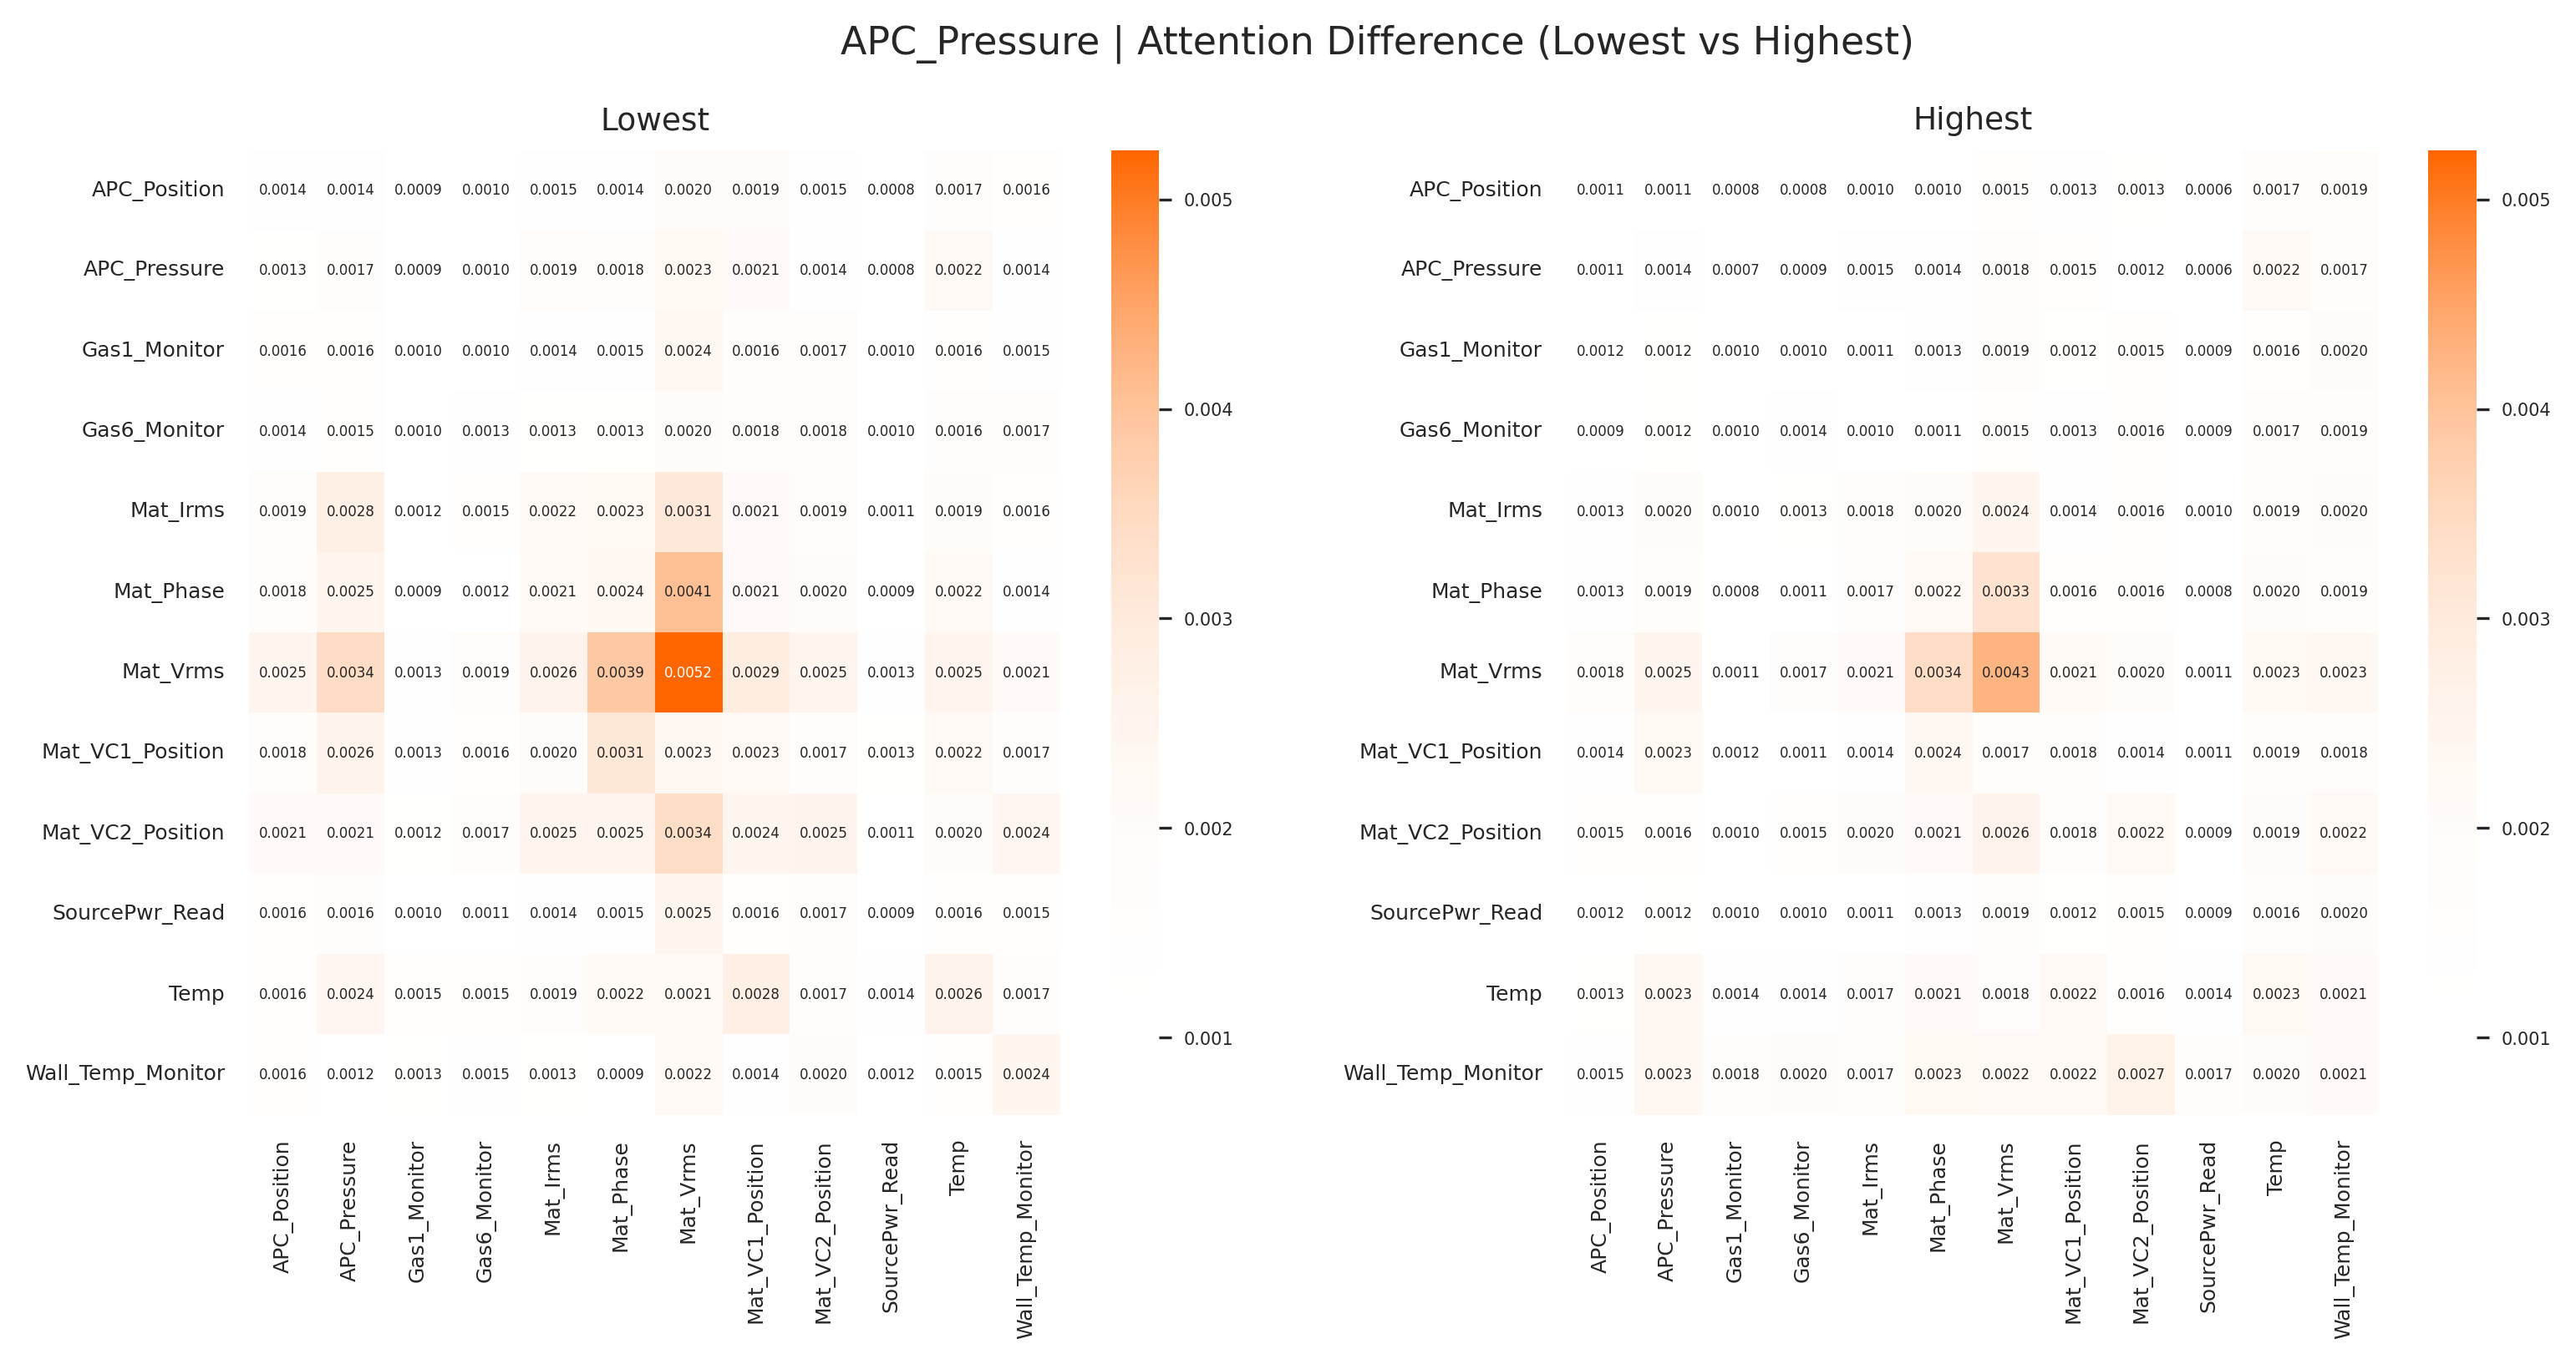 APC_Pressure | Attention Difference (Lowest vs Highest)
Lowest
APC_Position 0.0014 0.0014 0.0009 0.0010 0.0015 0.0014 0.0020 0.0019 0.0015 0.0008 0.0017 0.0016
APC_Pressure 0.0013 0.0017 0.0009 0.0010 0.0019 0.0018 0.0023 0.0021 0.0014 0.0008 0.0022 0.0014
Gas1_Monitor 0.0016 0.0016 0.0010 0.0010 0.0014 0.0015 0.0024 0.0016 0.0017 0.0010 0.0016 0.0015
Gas6_Monitor 0.0014 0.0015 0.0010 0.0013 0.0013 0.0013 0.0020 0.0018 0.0018 0.0010 0.0016 0.0017
Mat_Irms 0.0019 0.0028 0.0012 0.0015 0.0022 0.0023 0.0031 0.0021 0.0019 0.0011 0.0019 0.0016
Mat_Phase 0.0018 0.0025 0.0009 0.0012 0.0021 0.0024 0.0041 0.0021 0.0020 0.0009 0.0022 0.0014
Mat_Vrms 0.0025 0.0034 0.0013 0.0019 0.0026 0.0039 0.0052 0.0029 0.0025 0.0013 0.0025 0.0021
Mat_VC1_Position 0.0018 0.0026 0.0013 0.0016 0.0020 0.0031 0.0023 0.0023 0.0017 0.0013 0.0022 0.0017
Mat_VC2_Position 0.0021 0.0021 0.0012 0.0017 0.0025 0.0025 0.0034 0.0024 0.0025 0.0011 0.0020 0.0024
SourcePwr_Read 0.0016 0.0016 0.0010 0.0011 0.0014 0.0015 0.0025 0.0016 0.0017 0.0009 0.0016 0.0015
Temp 0.0016 0.0024 0.0015 0.0015 0.0019 0.0022 0.0021 0.0028 0.0017 0.0014 0.0026 0.0017
Wall_Temp_Monitor 0.0016 0.0012 0.0013 0.0015 0.0013 0.0009 0.0022 0.0014 0.0020 0.0012 0.0015 0.0024
APC_Position
APC_Pressure
Gas1_Monitor
Gas6_Monitor
Mat_Irms
Mat_Phase
Mat_Vrms
Mat_VC1_Position
Mat_VC2_Position
SourcePwr_Read
Temp
Wall_Temp_Monitor
0.005
0.004
0.003
0.002
0.001
Highest
APC_Position 0.0011 0.0011 0.0008 0.0008 0.0010 0.0010 0.0015 0.0013 0.0013 0.0006 0.0017 0.0019
APC_Pressure 0.0011 0.0014 0.0007 0.0009 0.0015 0.0014 0.0018 0.0015 0.0012 0.0006 0.0022 0.0017
Gas1_Monitor 0.0012 0.0012 0.0010 0.0010 0.0011 0.0013 0.0019 0.0012 0.0015 0.0009 0.0016 0.0020
Gas6_Monitor 0.0009 0.0012 0.0010 0.0014 0.0010 0.0011 0.0015 0.0013 0.0016 0.0009 0.0017 0.0019
Mat_Irms 0.0013 0.0020 0.0010 0.0013 0.0018 0.0020 0.0024 0.0014 0.0016 0.0010 0.0019 0.0020
Mat_Phase 0.0013 0.0019 0.0008 0.0011 0.0017 0.0022 0.0033 0.0016 0.0016 0.0008 0.0020 0.0019
Mat_Vrms 0.0018 0.0025 0.0011 0.0017 0.0021 0.0034 0.0043 0.0021 0.0020 0.0011 0.0023 0.0023
Mat_VC1_Position 0.0014 0.0023 0.0012 0.0011 0.0014 0.0024 0.0017 0.0018 0.0014 0.0011 0.0019 0.0018
Mat_VC2_Position 0.0015 0.0016 0.0010 0.0015 0.0020 0.0021 0.0026 0.0018 0.0022 0.0009 0.0019 0.0022
SourcePwr_Read 0.0012 0.0012 0.0010 0.0010 0.0011 0.0013 0.0019 0.0012 0.0015 0.0009 0.0016 0.0020
Temp 0.0013 0.0023 0.0014 0.0014 0.0017 0.0021 0.0018 0.0022 0.0016 0.0014 0.0023 0.0021
Wall_Temp_Monitor 0.0015 0.0023 0.0018 0.0020 0.0017 0.0023 0.0022 0.0022 0.0027 0.0017 0.0020 0.0021
APC_Position
APC_Pressure
Gas1_Monitor
Gas6_Monitor
Mat_Irms
Mat_Phase
Mat_Vrms
Mat_VC1_Position
Mat_VC2_Position
SourcePwr_Read
Temp
Wall_Temp_Monitor
0.005
0.004
0.003
0.002
0.001